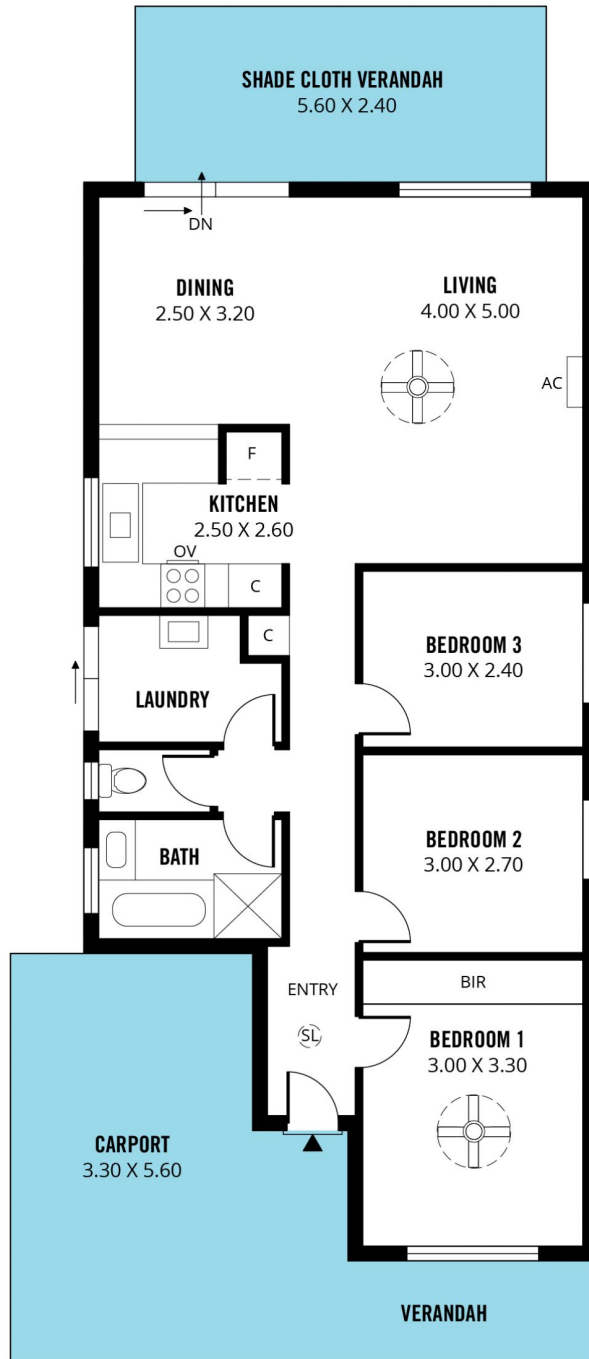 SHADE CLOTH VERANDAH
5.60 X 2.40
DN
DINING
2.50 X 3.20
LIVING
4.00 X 5.00
AC
F
KITCHEN
2.50 X 2.60
OV
C
C
BEDROOM 3
3.00 X 2.40
LAUNDRY
BEDROOM 2
3.00 X 2.70
BATH
BIR
ENTRY
SL
BEDROOM 1
3.00 X 3.30
CARPORT
3.30 X 5.60
VERANDAH